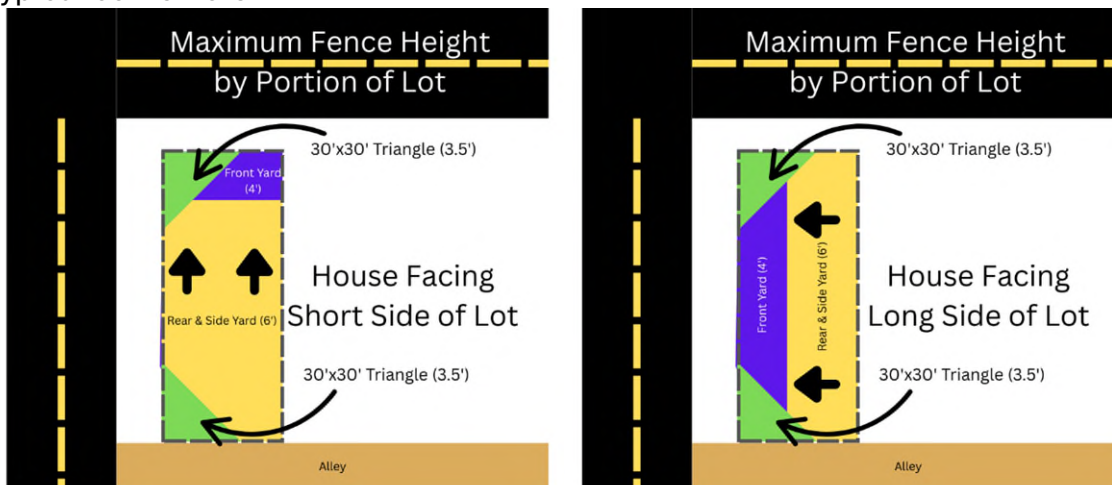 Maximum Fence Height
by Portion of Lot
30'x30' Triangle (3.5')
Front Yard
(4')
House Facing
Short Side of Lot
Rear & Side Yard (6')
30'x30' Triangle (3.5')
Alley
Maximum Fence Height
by Portion of Lot
30'x30' Triangle (3.5')
Front Yard (4')
Rear & Side Yard (6')
House Facing
Long Side of Lot
30'x30' Triangle (3.5')
Alley